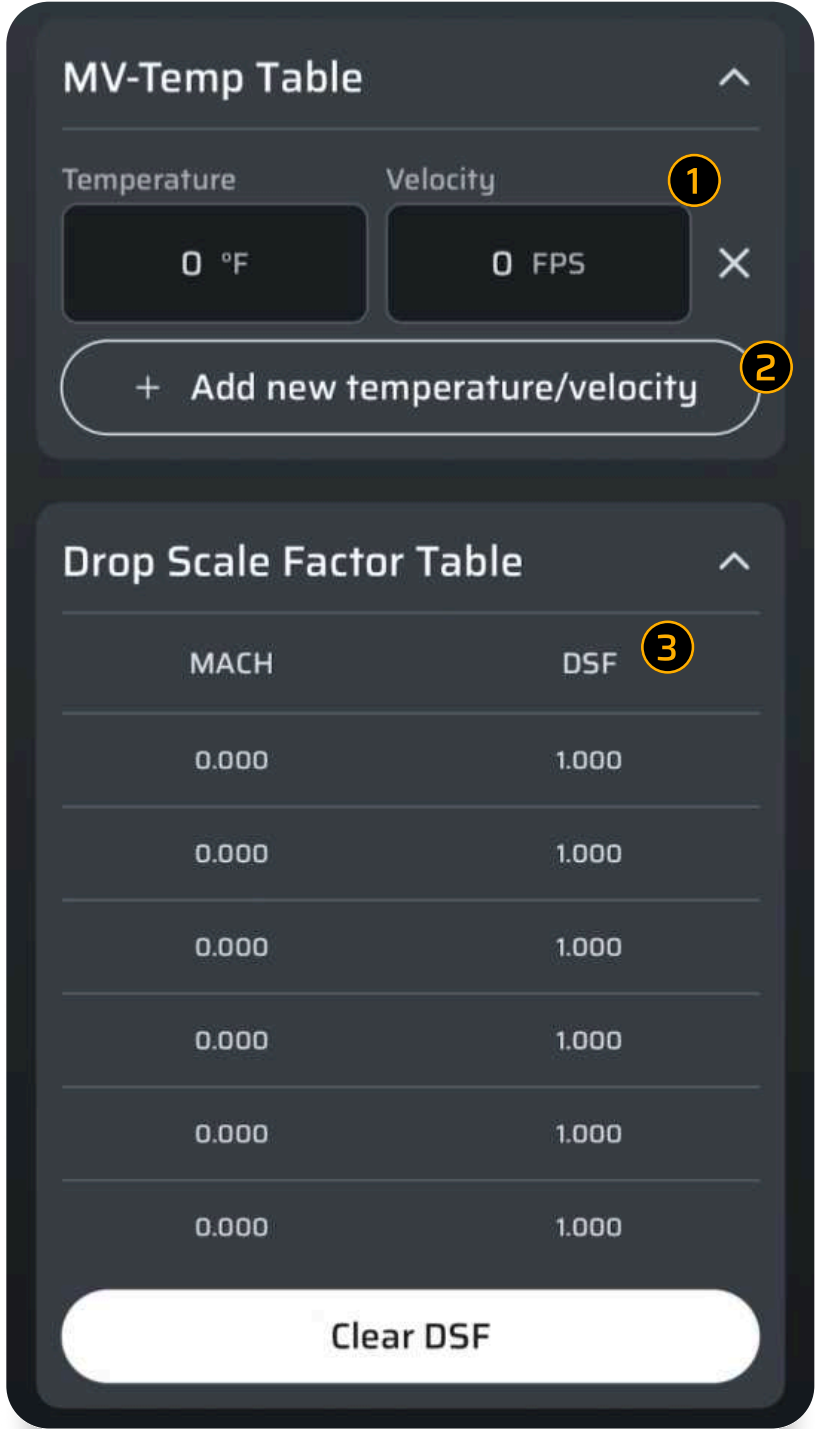 MV-Temp Table
Temperature Velocity 1
0 °F 0 FPS
+ Add new temperature/velocity 2
Drop Scale Factor Table
MACH DSF 3
0.000 1.000
0.000 1.000
0.000 1.000
0.000 1.000
0.000 1.000
0.000 1.000
Clear DSF